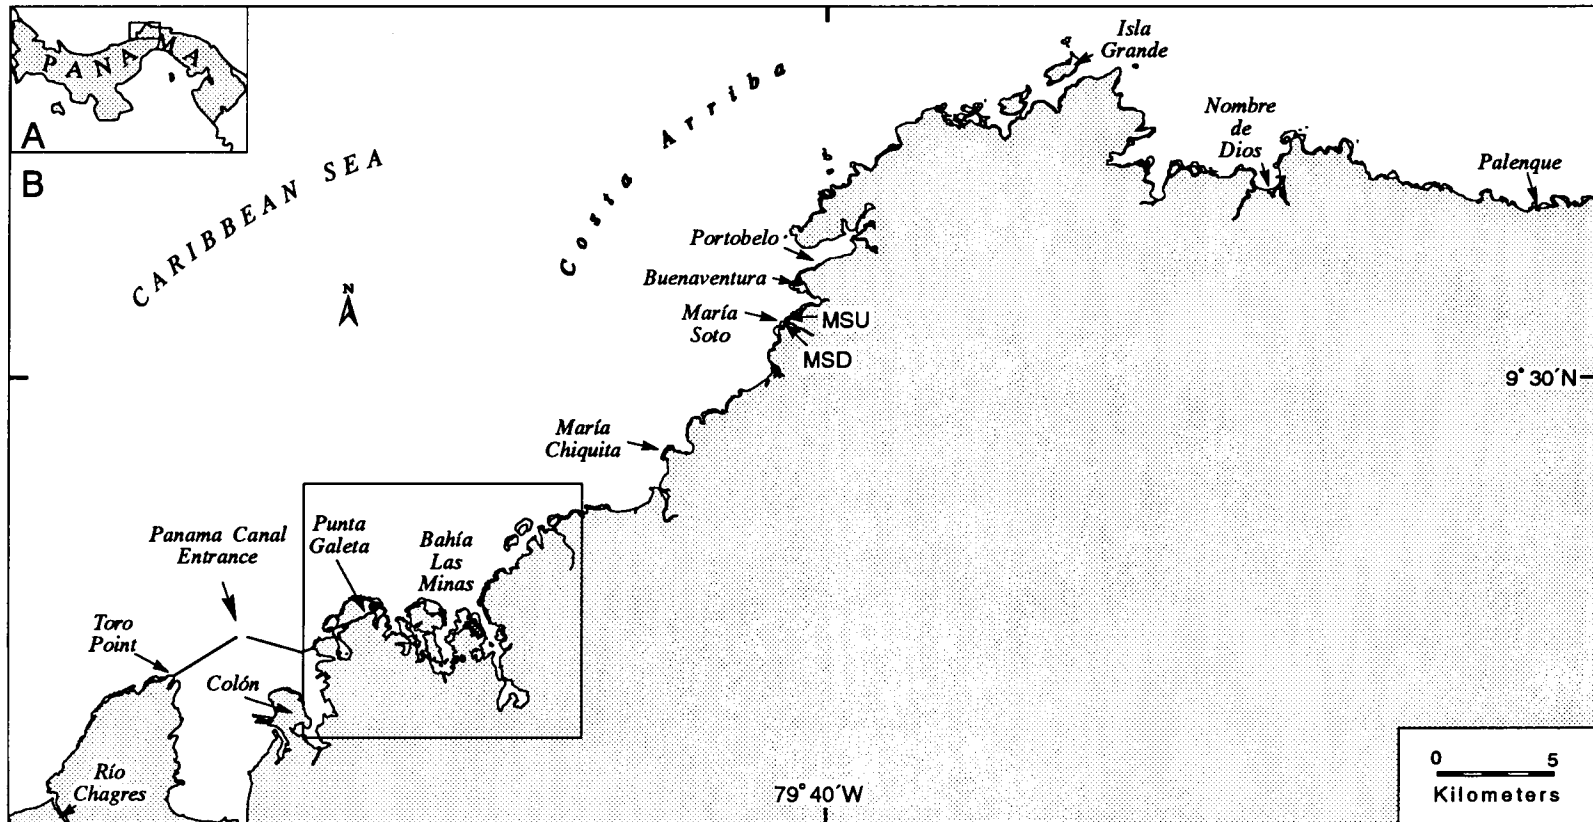 PANAMA
A
B
CARIBBEAN SEA
Costa Arriba
N
Isla
Grande
Nombre
de
Dios
Palenque
Portobelo
Buenaventura
María
Soto
MSU
MSD
9°30´N
María
Chiquita
Punta
Galeta
Bahía
Las
Minas
Panama Canal
Entrance
Toro
Point
Colón
Río
Chagres
79°40´W
0 5
Kilometers